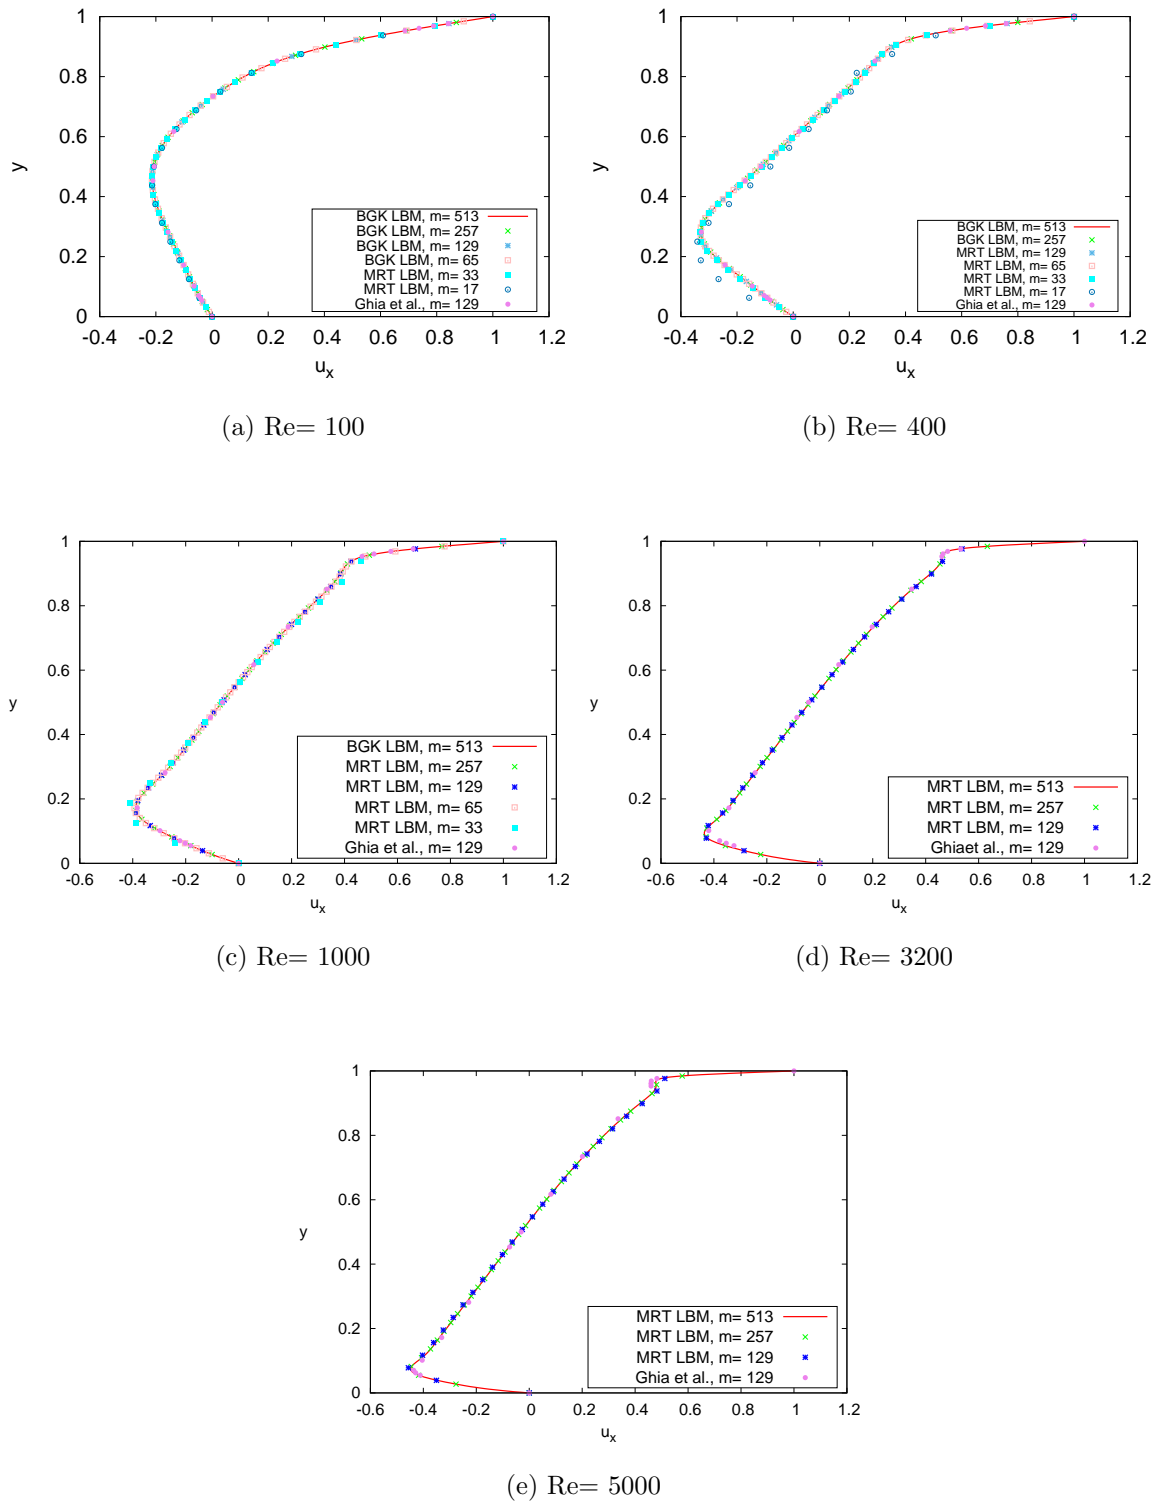 1
0.8
0.6
y
0.4
0.2
0
BGK LBM, m= 513
BGK LBM, m= 257
BGK LBM, m= 129
BGK LBM, m= 65
MRT LBM, m= 33
MRT LBM, m= 17
Ghia et al., m= 129
-0.4 -0.2 0 0.2 0.4 0.6 0.8 1 1.2
u_x
(a) Re= 100
1
0.8
0.6
y
0.4
0.2
0
BGK LBM, m= 513
BGK LBM, m= 257
MRT LBM, m= 129
MRT LBM, m= 65
MRT LBM, m= 33
MRT LBM, m= 17
Ghia et al., m= 129
-0.4 -0.2 0 0.2 0.4 0.6 0.8 1 1.2
u_x
(b) Re= 400
1
0.8
0.6
y
0.4
0.2
0
BGK LBM, m= 513
MRT LBM, m= 257
MRT LBM, m= 129
MRT LBM, m= 65
MRT LBM, m= 33
Ghia et al., m= 129
-0.6 -0.4 -0.2 0 0.2 0.4 0.6 0.8 1 1.2
u_x
(c) Re= 1000
1
0.8
0.6
y
0.4
0.2
0
MRT LBM, m= 513
MRT LBM, m= 257
MRT LBM, m= 129
Ghiaet al., m= 129
-0.6 -0.4 -0.2 0 0.2 0.4 0.6 0.8 1 1.2
u_x
(d) Re= 3200
1
0.8
0.6
y
0.4
0.2
0
MRT LBM, m= 513
MRT LBM, m= 257
MRT LBM, m= 129
Ghia et al., m= 129
-0.6 -0.4 -0.2 0 0.2 0.4 0.6 0.8 1 1.2
u_x
(e) Re= 5000